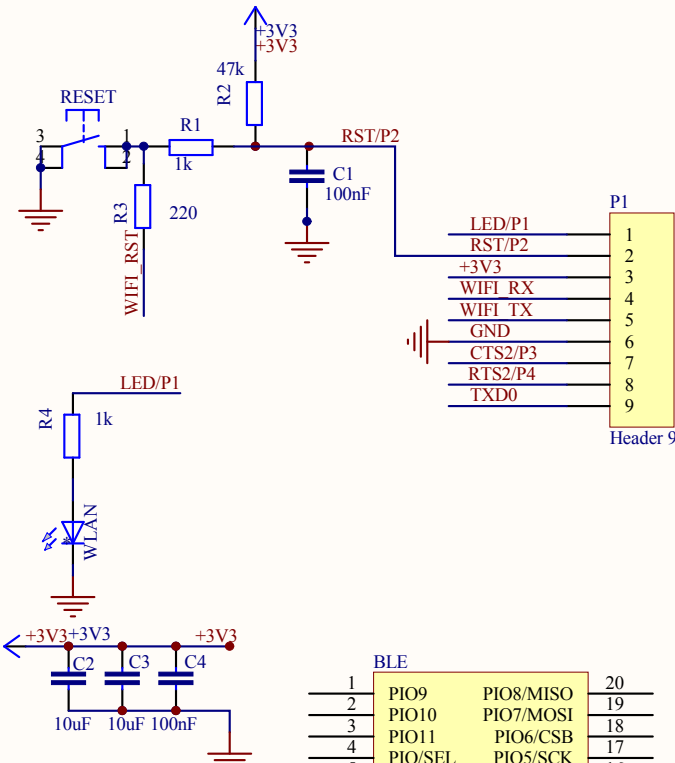 +3V3
+3V3
47k
R2
RESET
3
4
1
2
R1
1k
RST/P2
C1
100nF
R3
220
WIFI_RST
P1
LED/P1
1
RST/P2
2
+3V3
3
WIFI_RX
4
WIFI_TX
5
GND
6
CTS2/P3
7
RTS2/P4
8
TXD0
9
Header 9
LED/P1
R4
1k
WLAN
+3V3
+3V3
+3V3
C2
C3
C4
10uF
10uF
100nF
BLE
1
PIO9
PIO8/MISO
20
2
PIO10
PIO7/MOSI
19
3
PIO11
PIO6/CSB
18
4
PIO/SEL
PIO5/SCK
17